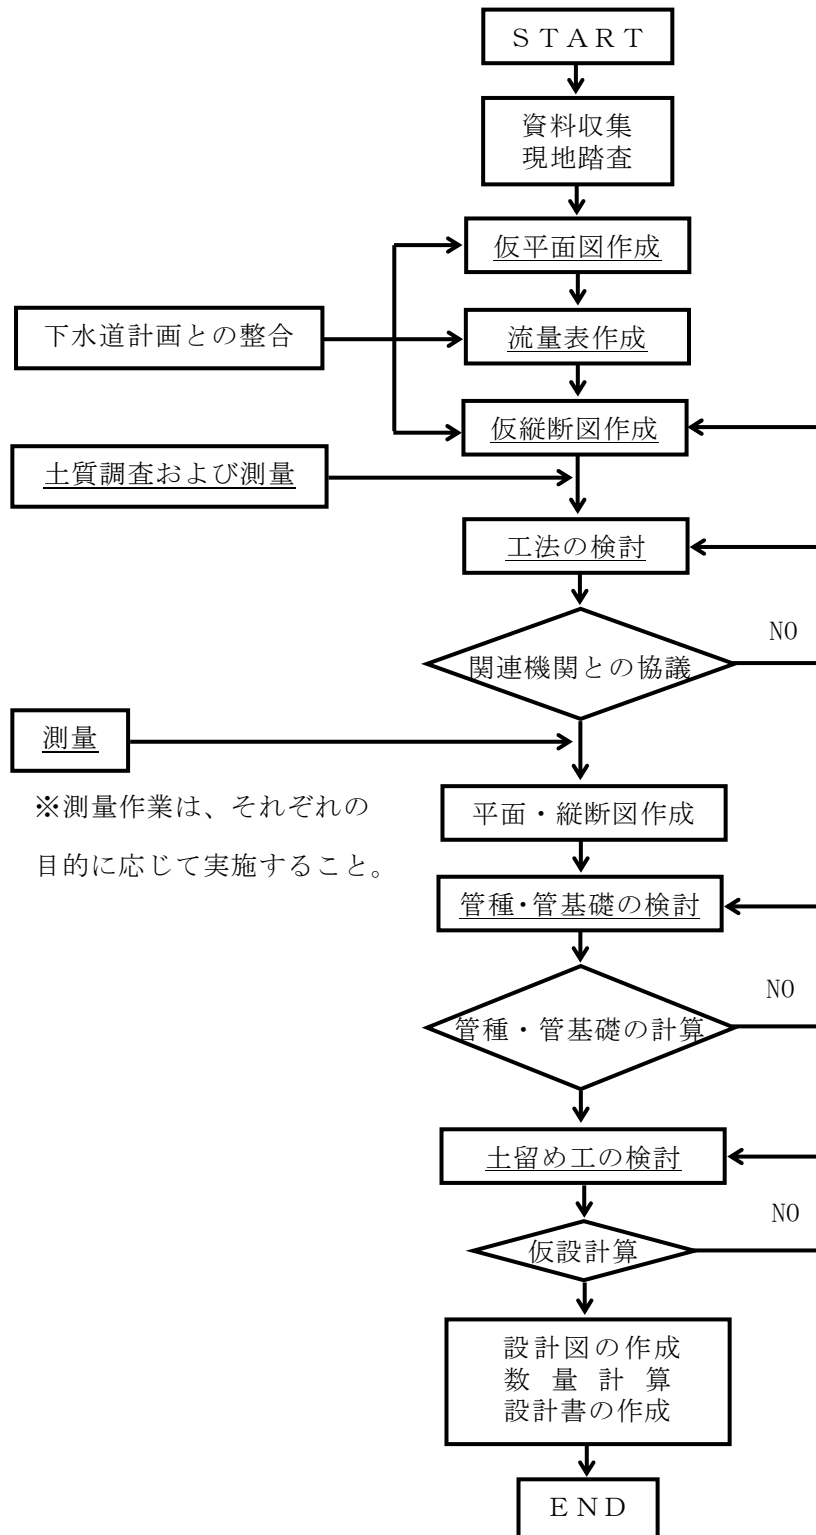 ＳＴＡＲＴ
資料収集
現地踏査
仮平面図作成
下水道計画との整合
流量表作成
仮縦断図作成
土質調査および測量
工法の検討
NO
関連機関との協議
測量
※測量作業は、それぞれの
目的に応じて実施すること。
平面・縦断図作成
管種・管基礎の検討
NO
管種・管基礎の計算
土留め工の検討
NO
仮設計算
設計図の作成
数量計算
設計書の作成
ＥＮＤ